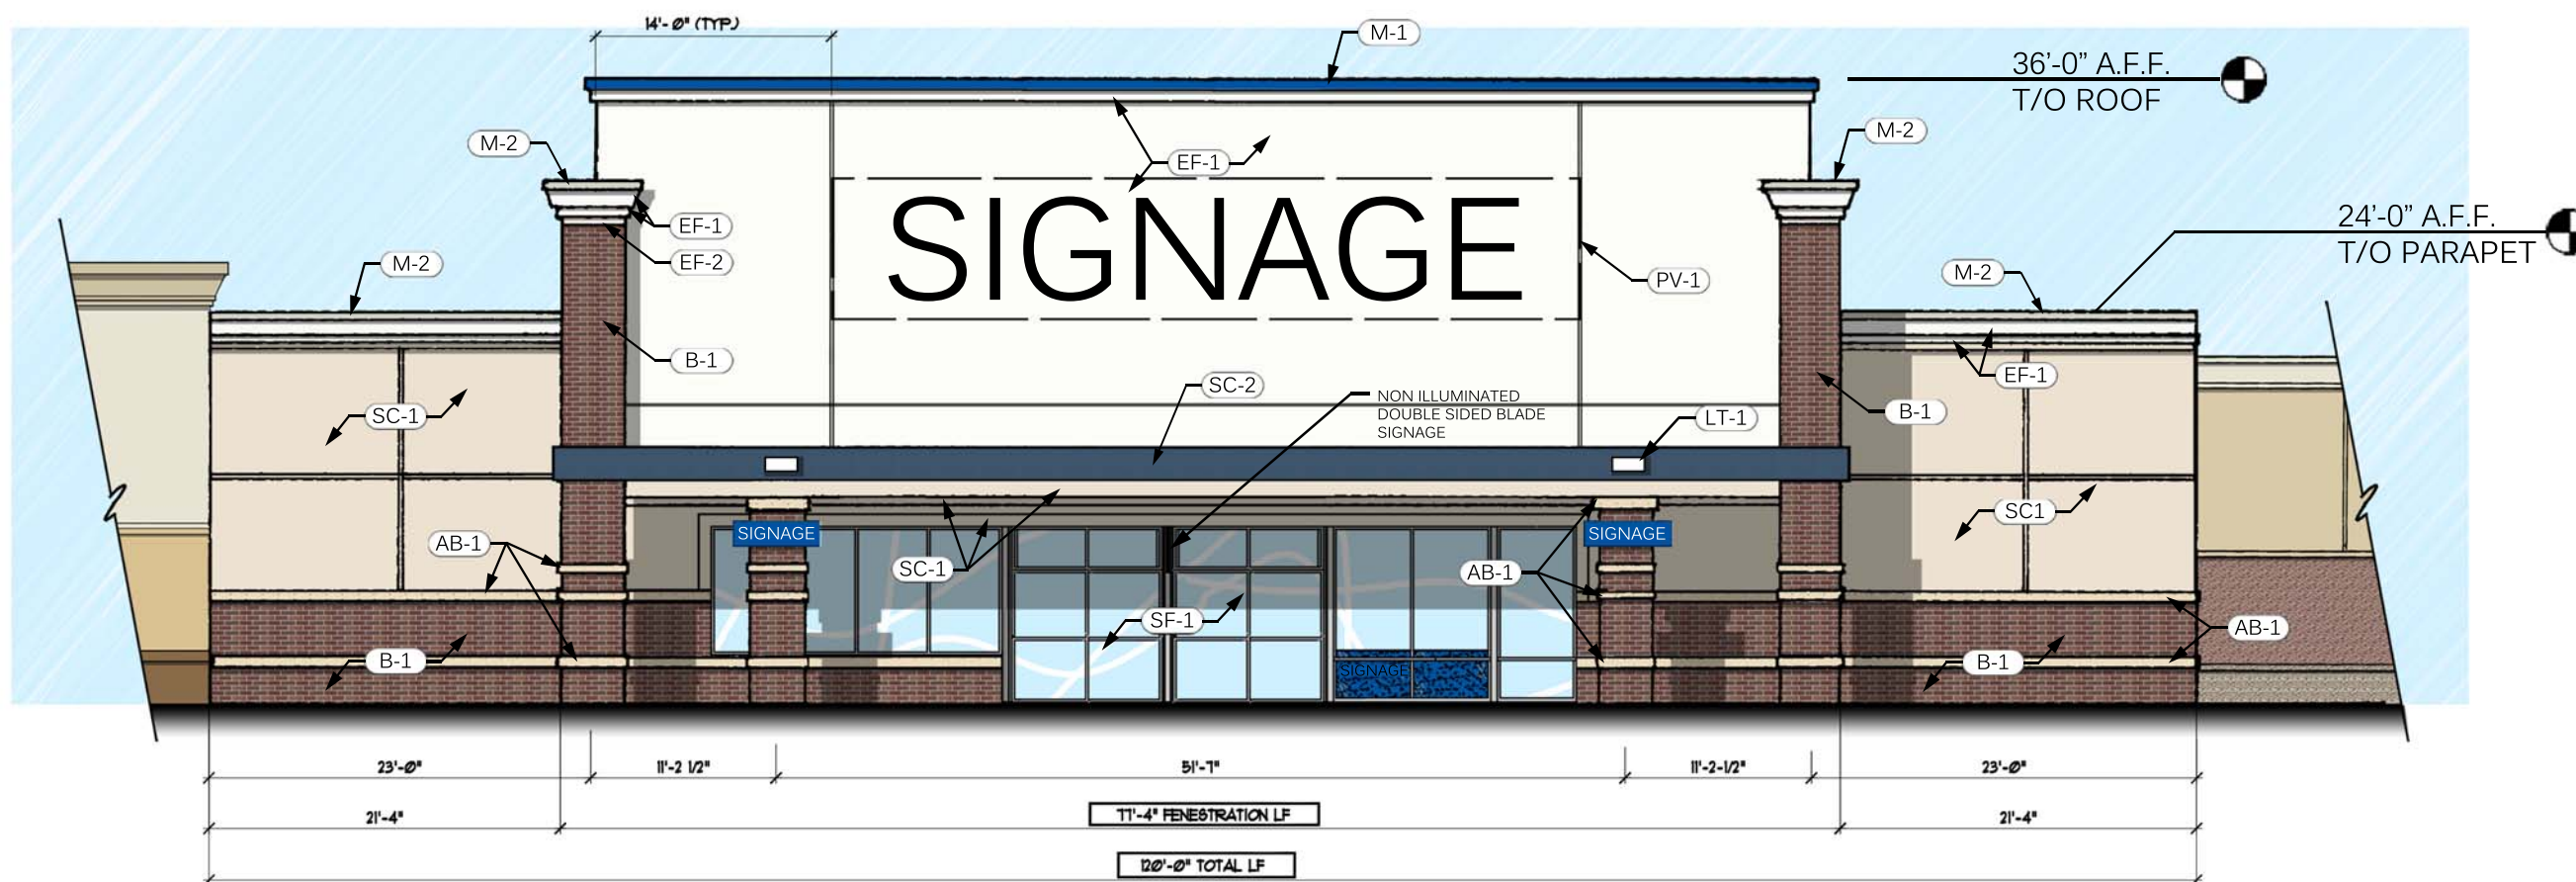 14'-0" (TYP.)
M-1
36'-0" A.F.F.
T/O ROOF
M-2
M-2
EF-1
SIGNAGE
EF-1
EF-2
24'-0" A.F.F.
T/O PARAPET
M-2
M-2
PV-1
B-1
SC-2
NON ILLUMINATED
DOUBLE SIDED BLADE
SIGNAGE
EF-1
SC-1
LT-1
B-1
SC1
SIGNAGE
SIGNAGE
AB-1
SC-1
AB-1
SF-1
AB-1
B-1
SIGNAGE
B-1
23'-0"
11'-2 1/2"
51'-7"
11'-2-1/2"
23'-0"
21'-4"
77'-4" FENESTRATION LF
21'-4"
120'-0" TOTAL LF